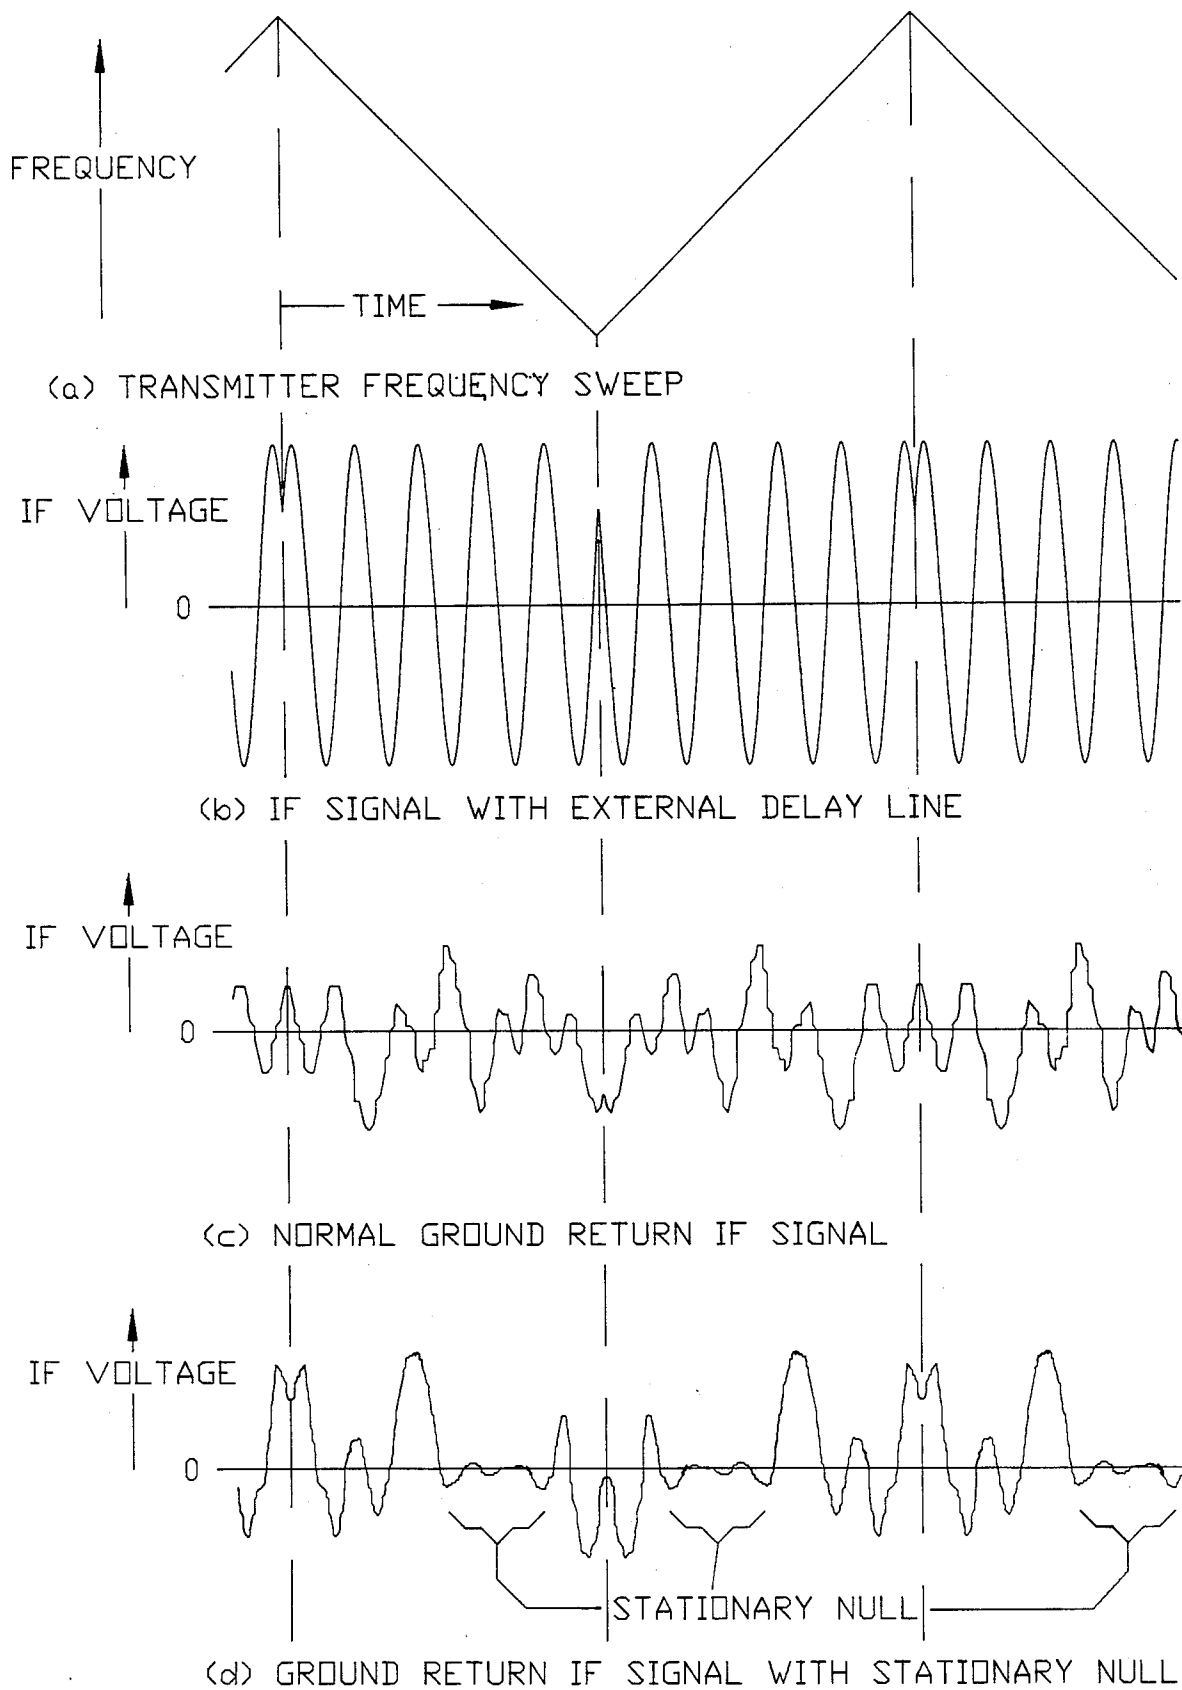 FREQUENCY
TIME
(a) TRANSMITTER FREQUENCY SWEEP
IF VOLTAGE
0
(b) IF SIGNAL WITH EXTERNAL DELAY LINE
IF VOLTAGE
0
(c) NORMAL GROUND RETURN IF SIGNAL
IF VOLTAGE
0
STATIONARY NULL
(d) GROUND RETURN IF SIGNAL WITH STATIONARY NULL